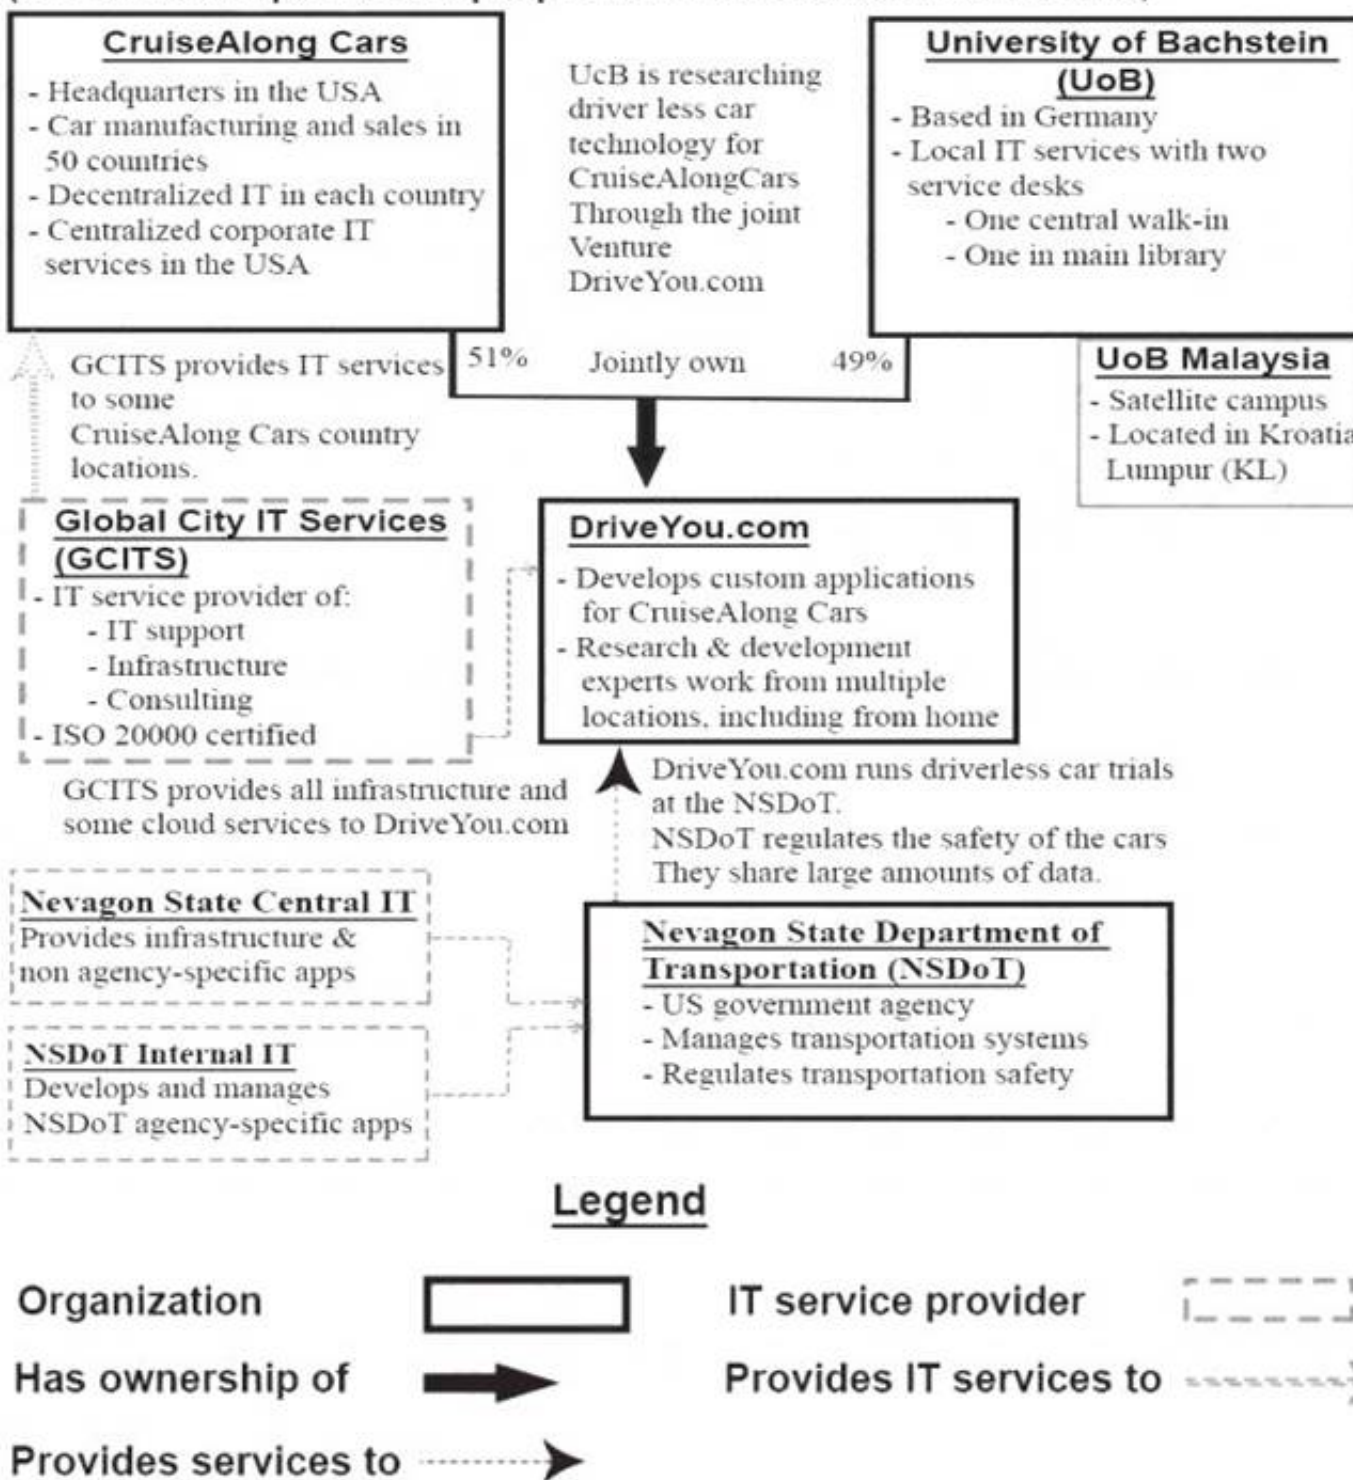 CruiseAlong Cars
- Headquarters in the USA
- Car manufacturing and sales in
50 countries
- Decentralized IT in each country
- Centralized corporate IT
services in the USA
UcB is researching
driver less car
technology for
CruiseAlongCars
Through the joint
Venture
DriveYou.com
University of Bachstein
(UoB)
- Based in Germany
- Local IT services with two
service desks
- One central walk-in
- One in main library
51% Jointly own 49%
UoB Malaysia
- Satellite campus
- Located in Kroatia
Lumpur (KL)
GCITS provides IT services
to some
CruiseAlong Cars country
locations.
Global City IT Services
(GCITS)
- IT service provider of:
- IT support
- Infrastructure
- Consulting
- ISO 20000 certified
DriveYou.com
- Develops custom applications
for CruiseAlong Cars
- Research & development
experts work from multiple
locations, including from home
GCITS provides all infrastructure and
some cloud services to DriveYou.com
DriveYou.com runs driverless car trials
at the NSDoT.
NSDoT regulates the safety of the cars
They share large amounts of data.
Nevagon State Central IT
Provides infrastructure &
non agency-specific apps
NSDoT Internal IT
Develops and manages
NSDoT agency-specific apps
Nevagon State Department of
Transportation (NSDoT)
- US government agency
- Manages transportation systems
- Regulates transportation safety
Legend
Organization
IT service provider
Has ownership of
Provides IT services to
Provides services to